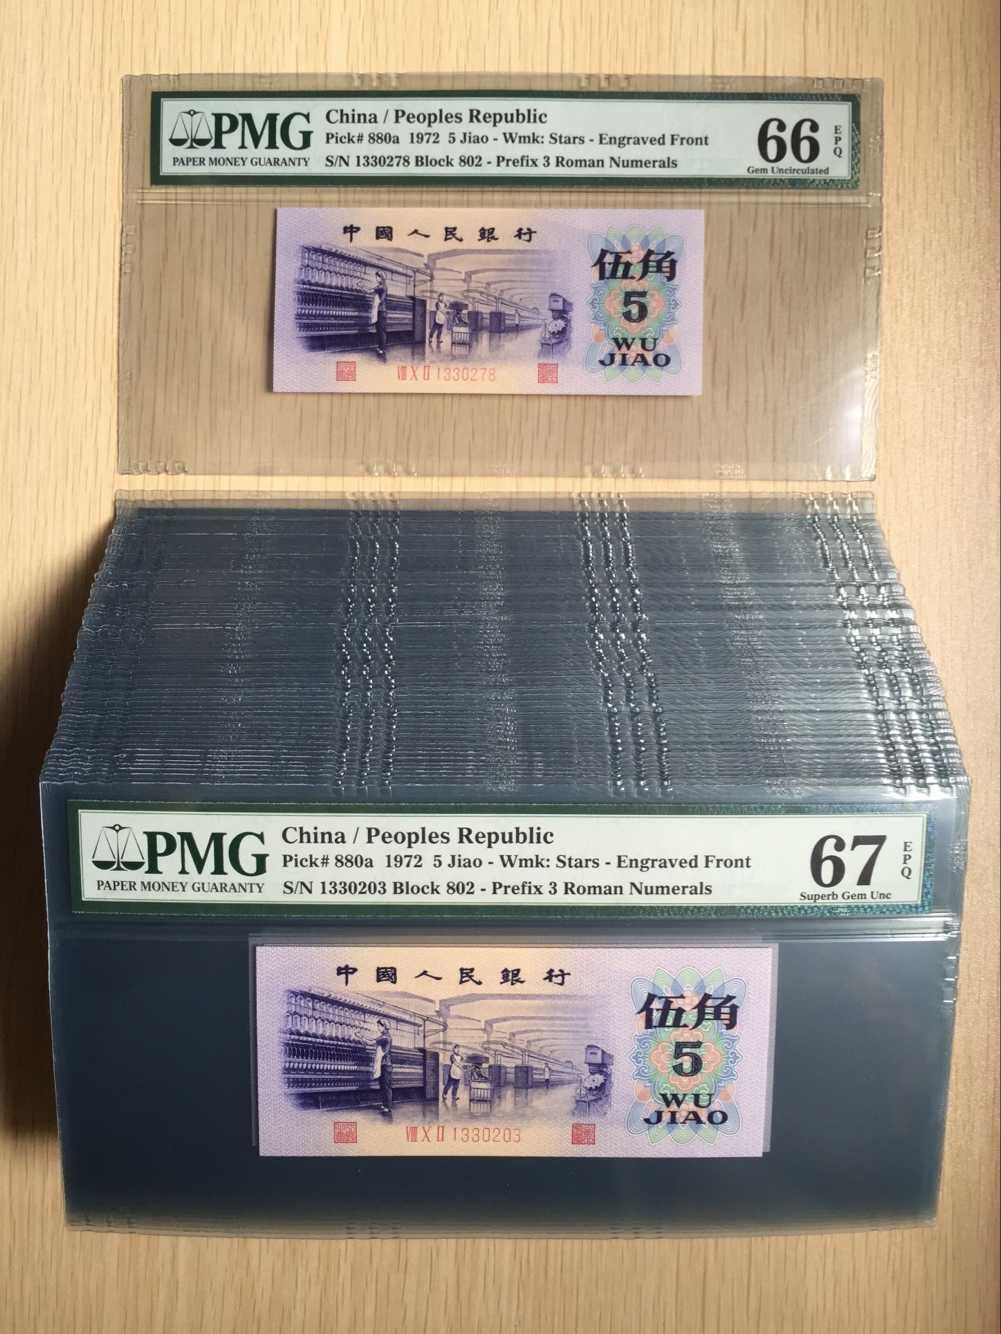 PMG
PAPER MONEY GUARANTY
China / Peoples Republic
Pick# 880a 1972 5 Jiao - Wmk: Stars - Engraved Front
S/N 1330278 Block 802 - Prefix 3 Roman Numerals
66
Gem Uncirculated
EPQ
中國人民銀行
伍角
5
WU
JIAO
ⅧⅩⅡ 1330278
PMG
PAPER MONEY GUARANTY
China / Peoples Republic
Pick# 880a 1972 5 Jiao - Wmk: Stars - Engraved Front
S/N 1330203 Block 802 - Prefix 3 Roman Numerals
67
Superb Gem Unc
EPQ
中國人民銀行
伍角
5
WU
JIAO
ⅧⅩⅡ 1330203